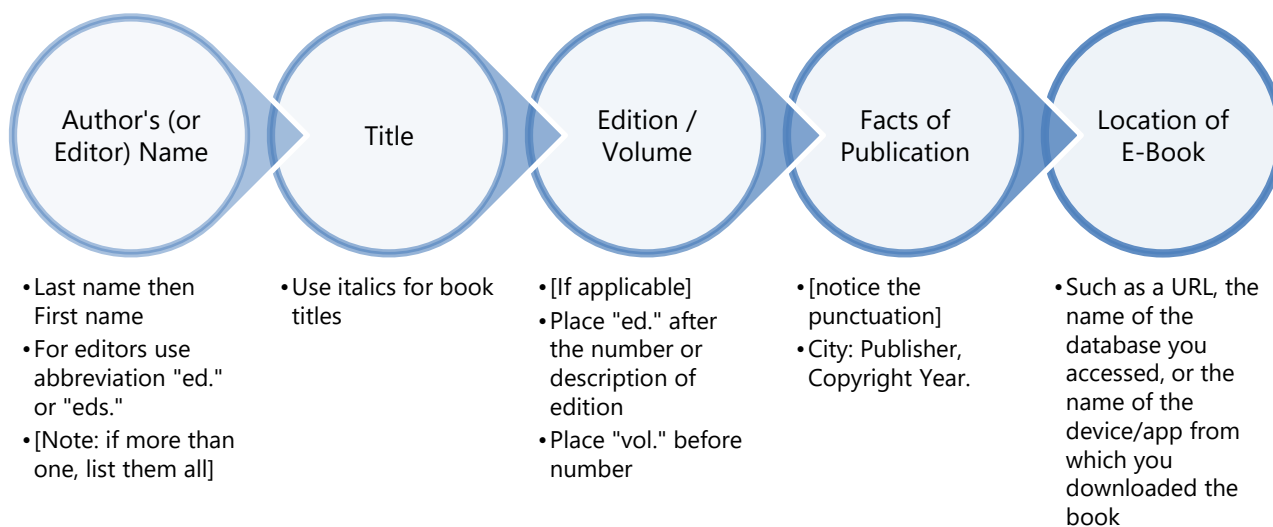 Author's (or
Editor) Name
Title
Edition /
Volume
Facts of
Publication
Location of
E-Book
•Last name then
First name
•For editors use
abbreviation "ed."
or "eds."
•[Note: if more than
one, list them all]
•Use italics for book
titles
•[If applicable]
•Place "ed." after
the number or
description of
edition
•Place "vol." before
number
•[notice the
punctuation]
•City: Publisher,
Copyright Year.
•Such as a URL, the
name of the
database you
accessed, or the
name of the
device/app from
which you
downloaded the
book